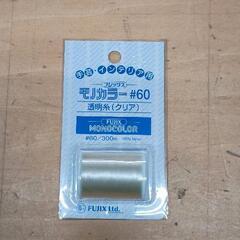 手芸・インテリア用
フジックス
モノカラー #60
透明糸(クリア)
FUJIX
MONOCOLOR
#60/300m
FUJIX Ltd.